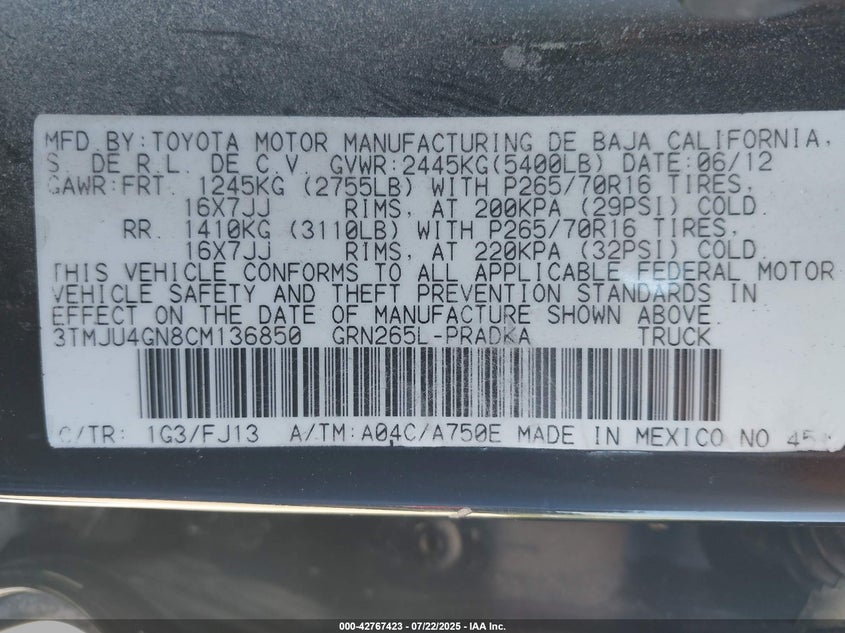 MFD BY: TOYOTA MOTOR MANUFACTURING DE BAJA CALIFORNIA,
S. DE R.L. DE C.V. GVWR:2445KG(5400LB) DATE:06/12
GAWR:FRT 1245KG (2755LB) WITH P265/70R16 TIRES,
16X7JJ RIMS, AT 200KPA (29PSI) COLD.
RR. 1410KG (3110LB) WITH P265/70R16 TIRES,
16X7JJ RIMS, AT 220KPA (32PSI) COLD.
THIS VEHICLE CONFORMS TO ALL APPLICABLE FEDERAL MOTOR
VEHICLE SAFETY AND THEFT PREVENTION STANDARDS IN
EFFECT ON THE DATE OF MANUFACTURE SHOWN ABOVE.
3TMJU4GN8CM136850 GRN265L-PRADKA TRUCK
C/TR: 1G3/FJ13 A/TM:A04C/A750E MADE IN MEXICO NO
000-42767423 - 07/22/2025 - IAA Inc.